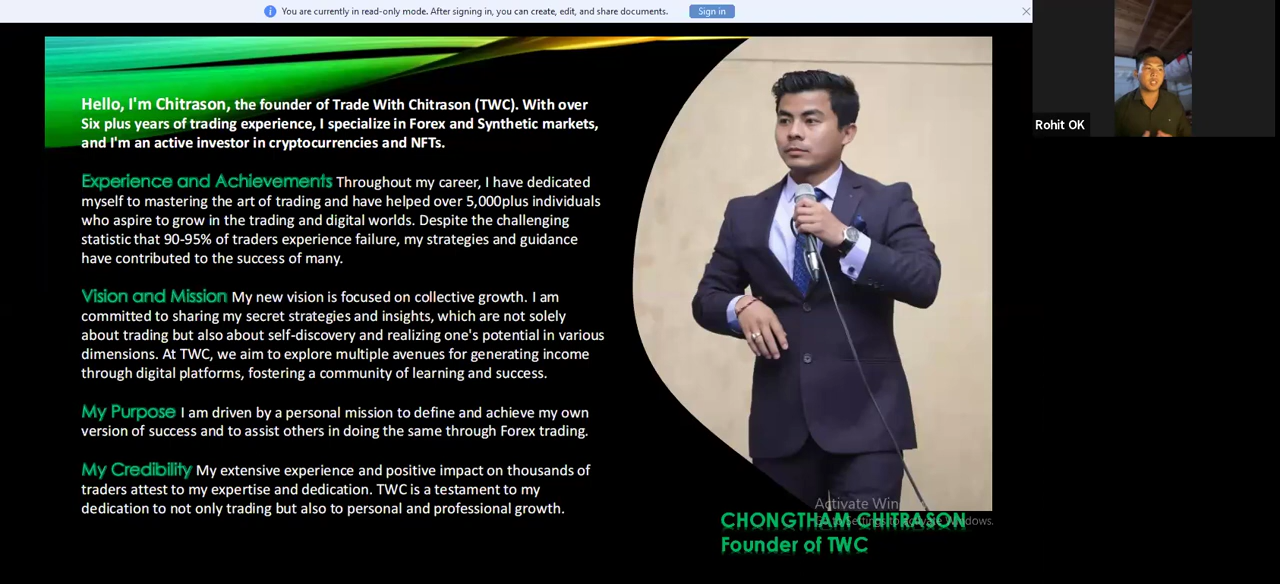 You are currently in read-only mode. After signing in, you can create, edit, and share documents. Sign in
Rohit OK
Hello, I'm Chitrason, the founder of Trade With Chitrason (TWC). With over
Six plus years of trading experience, I specialize in Forex and Synthetic markets,
and I'm an active investor in cryptocurrencies and NFTs.
Experience and Achievements Throughout my career, I have dedicated
myself to mastering the art of trading and have helped over 5,000plus individuals
who aspire to grow in the trading and digital worlds. Despite the challenging
statistic that 90-95% of traders experience failure, my strategies and guidance
have contributed to the success of many.
Vision and Mission My new vision is focused on collective growth. I am
committed to sharing my secret strategies and insights, which are not solely
about trading but also about self-discovery and realizing one's potential in various
dimensions. At TWC, we aim to explore multiple avenues for generating income
through digital platforms, fostering a community of learning and success.
My Purpose I am driven by a personal mission to define and achieve my own
version of success and to assist others in doing the same through Forex trading.
My Credibility My extensive experience and positive impact on thousands of
traders attest to my expertise and dedication. TWC is a testament to my
dedication to not only trading but also to personal and professional growth.
Activate Win
CHONGTHAM CHITRASON
Go to Settings to activate Windows.
Founder of TWC